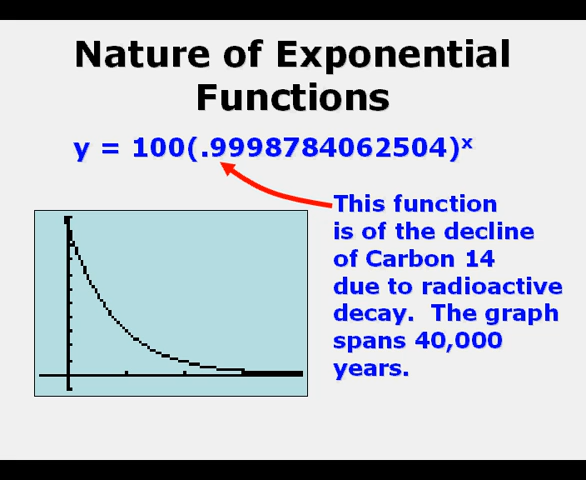 Nature of Exponential
Functions
y = 100(.9998784062504)ˣ
This function
is of the decline
of Carbon 14
due to radioactive
decay.  The graph
spans 40,000
years.